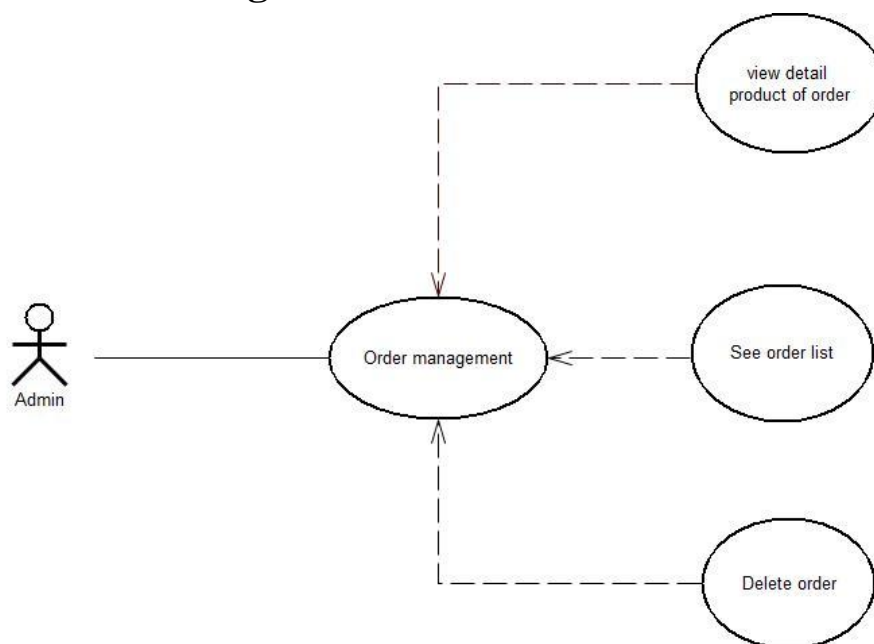 view detail
product of order
Order management
See order list
Admin
Delete order